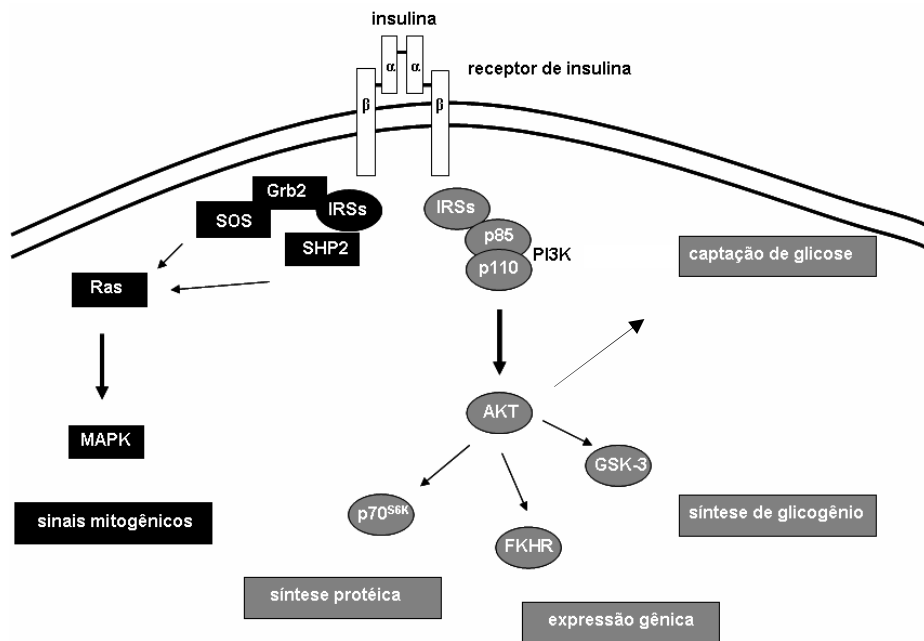 insulina
α α
receptor de insulina
β β
Grb2
IRSs
IRSs
SOS
p85
SHP2
PI3K
captação de glicose
p110
Ras
AKT
MAPK
GSK-3
sinais mitogênicos
p70S6K
síntese de glicogênio
FKHR
síntese protéica
expressão gênica